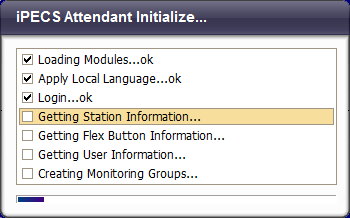 iPECS Attendant Initialize...
Loading Modules...ok
Apply Local Language...ok
Login...ok
Getting Station Information...
Getting Flex Button Information...
Getting User Information...
Creating Monitoring Groups...